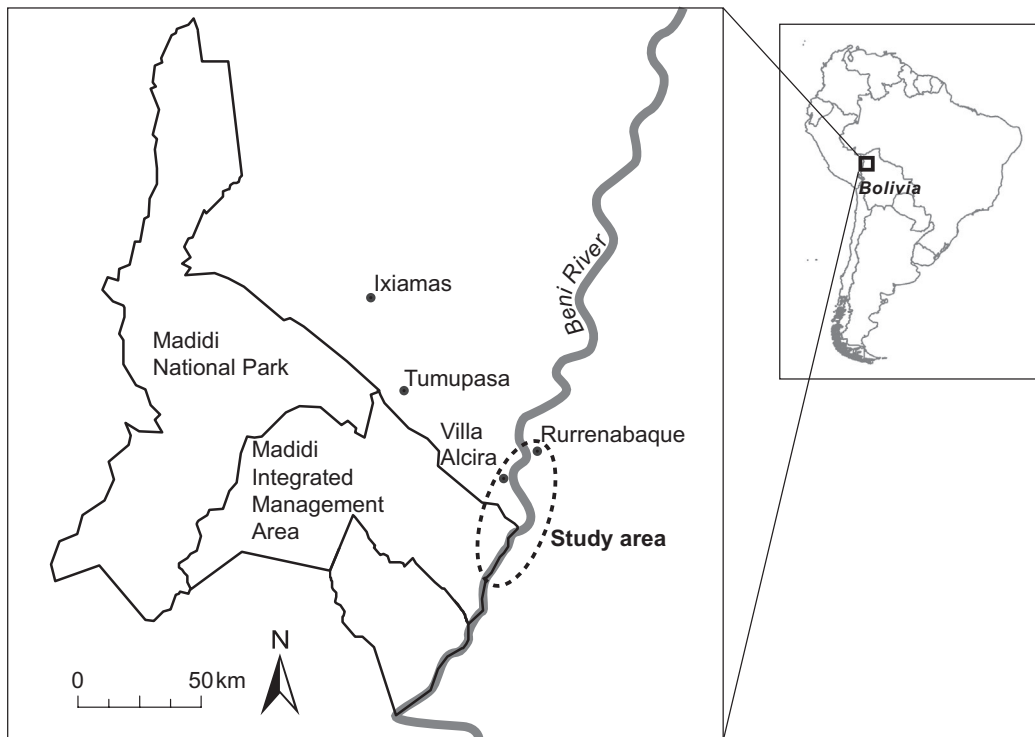 Ixiamas
Madidi
National Park
Tumupasa
Beni River
Villa
Alcira
Rurrenabaque
Madidi
Integrated
Management
Area
Study area
N
0 50 km
Bolivia